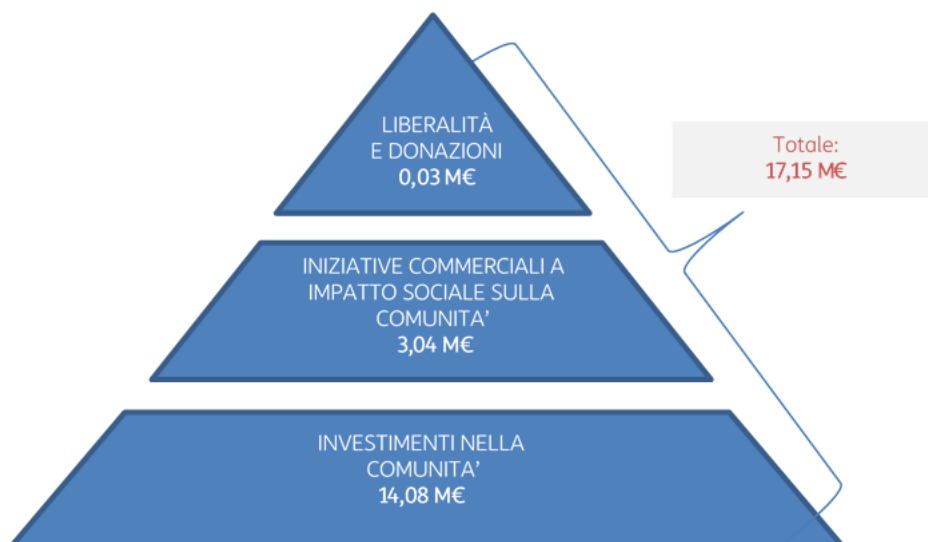 LIBERALITÀ
E DONAZIONI
0,03 M€
Totale:
17,15 M€
INIZIATIVE COMMERCIALI A
IMPATTO SOCIALE SULLA
COMUNITA’
3,04 M€
INVESTIMENTI NELLA
COMUNITA’
14,08 M€